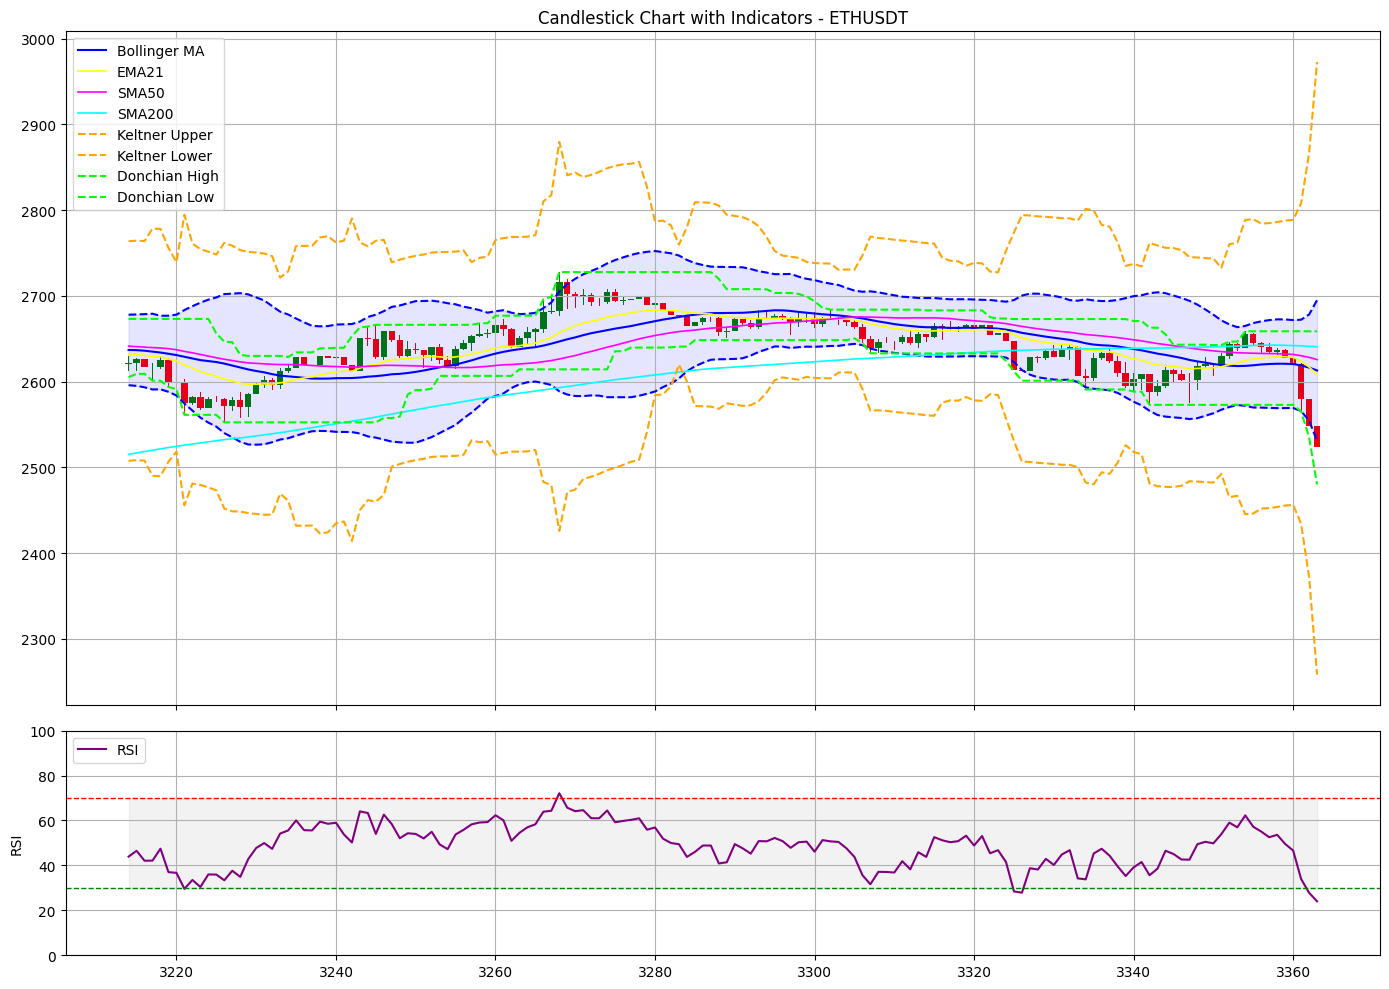 Candlestick Chart with Indicators - ETHUSDT
3000
2900
2800
2700
2600
2500
2400
2300
Bollinger MA
EMA21
SMA50
SMA200
Keltner Upper
Keltner Lower
Donchian High
Donchian Low
100
80
60
40
20
0
RSI
RSI
3220
3240
3260
3280
3300
3320
3340
3360